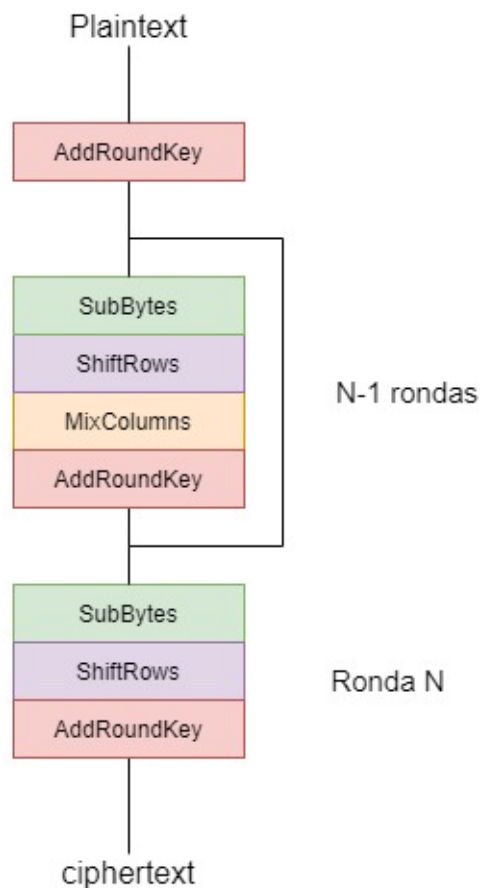 Plaintext
AddRoundKey
SubBytes
ShiftRows
MixColumns
AddRoundKey
N-1 rondas
SubBytes
ShiftRows
AddRoundKey
Ronda N
ciphertext